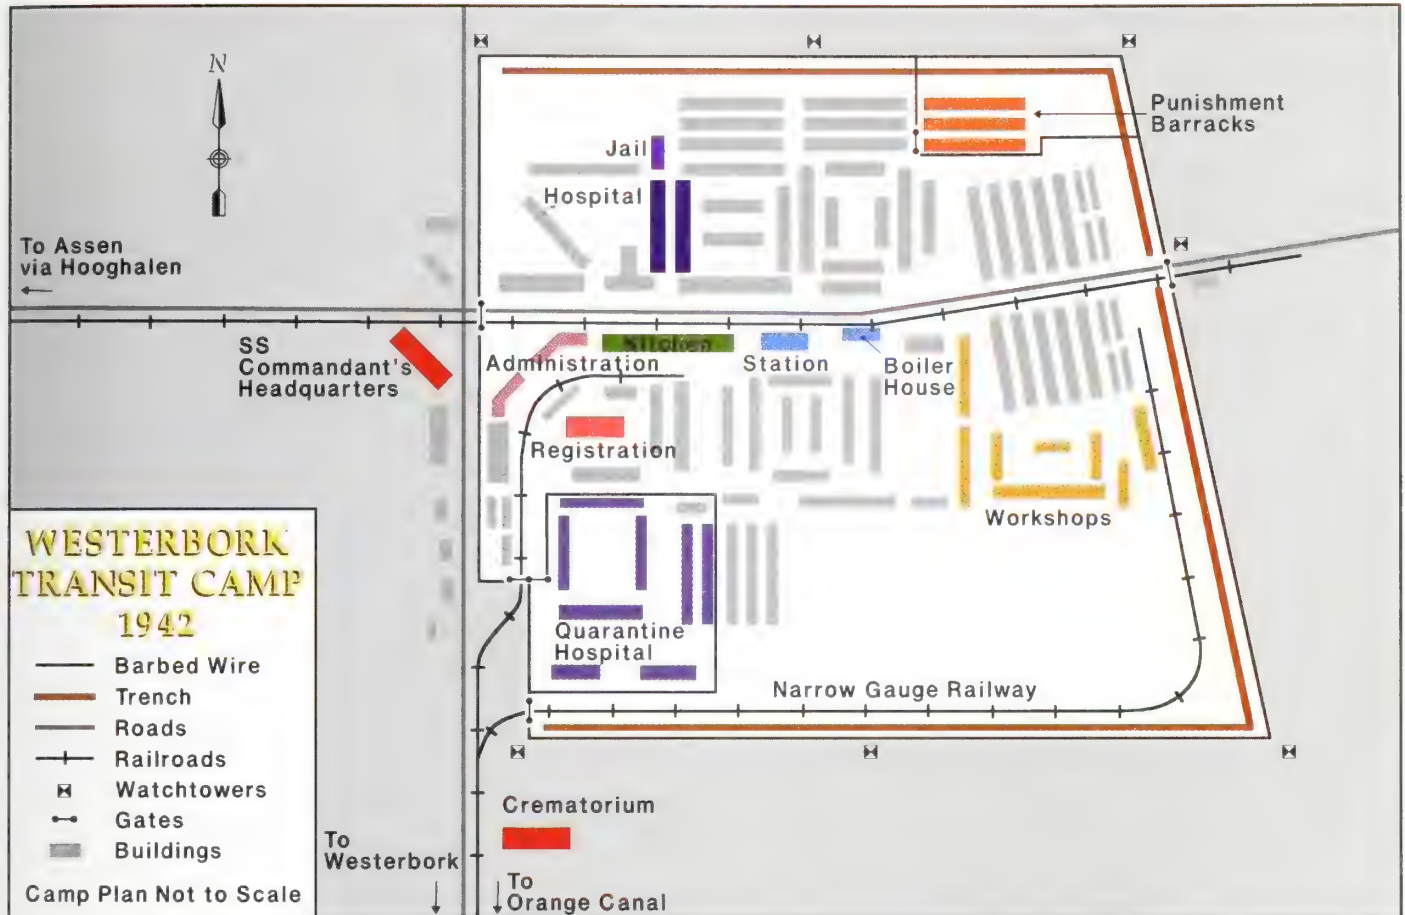 N
Punishment
Barracks
Jail
Hospital
To Assen
via Hooghalen
SS
Commandant's
Headquarters
Administration
Kitchen
Station
Boiler
House
Registration
Workshops
Quarantine
Hospital
Narrow Gauge Railway
WESTERBORK
TRANSIT CAMP
1942
Barbed Wire
Trench
Roads
Railroads
Watchtowers
Gates
Buildings
Camp Plan Not to Scale
Crematorium
To
Westerbork
To
Orange Canal